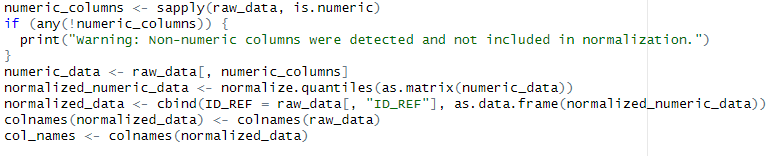 numeric_columns <- sapply(raw_data, is.numeric)
if (any(!numeric_columns)) {
  print("Warning: Non-numeric columns were detected and not included in normalization.")
}
numeric_data <- raw_data[, numeric_columns]
normalized_numeric_data <- normalize.quantiles(as.matrix(numeric_data))
normalized_data <- cbind(ID_REF = raw_data[, "ID_REF"], as.data.frame(normalized_numeric_data))
colnames(normalized_data) <- colnames(raw_data)
col_names <- colnames(normalized_data)